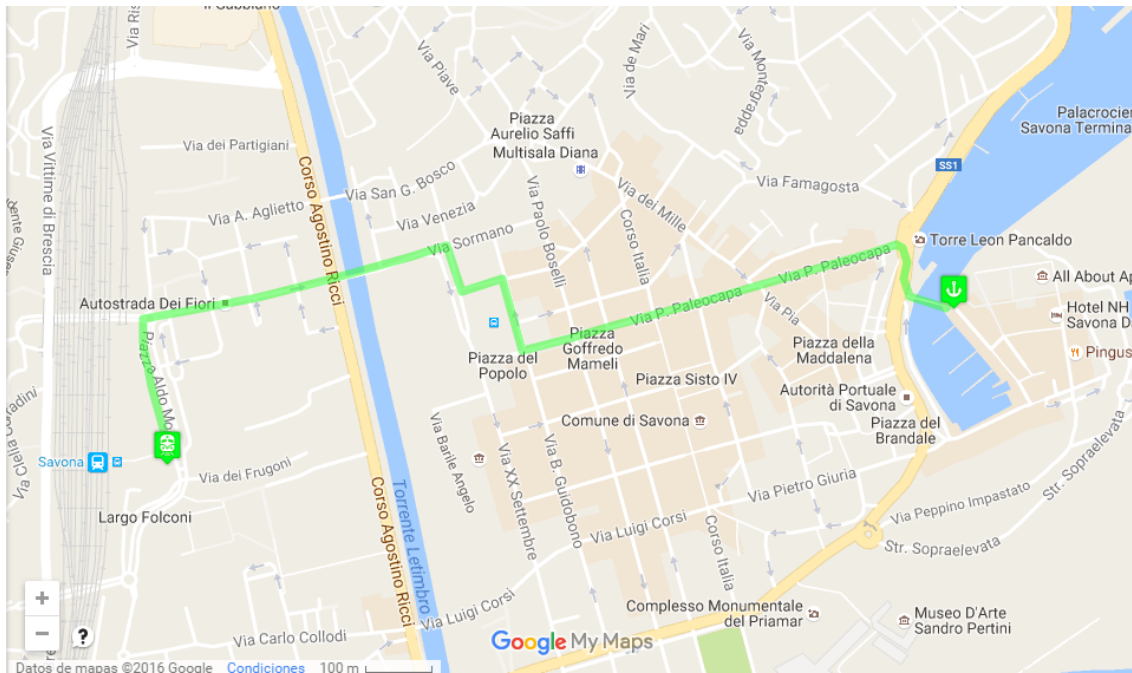 Il Gabbiano
Via Piave
Via de Mari
Via Montegrappa
Palacrociere
Savona Termina
Piazza
Aurelio Saffi
Multisala Diana
Via Vittime di Brescia
Via dei Partigiani
Corso Agostino Ricci
Via San G. Bosco
SS1
Via Famagosta
Via dei Mille
Via A. Aglietto
Via Venezia
Via Sormano
Via Paolo Boselli
Corso Italia
Torre Leon Pancaldo
Via P. Paleocapa
All About Ap
Autostrada Dei Fiori
Via P. Paleocapa
Via Pia
Hotel NH
Savona D
Piazza Aldo Mo
Piazza del
Popolo
Piazza
Goffredo
Mameli
Piazza della
Maddalena
Pingus
Piazza Sisto IV
Autorità Portuale
di Savona
Comune di Savona
Piazza del
Brandale
Savona
Via dei Frugoni
Via Barile Angelo
Via XX Settembre
Via B. Guidobono
Via Pietro Giuria
Str. Sopraelevata
Via Peppino Impastato
Largo Folconi
Corso Agostino Ricci
Torrente Letimbro
Via Luigi Corsi
Corso Italia
Str. Sopraelevata
Via Luigi Corsi
Complesso Monumentale
del Priamar
Museo D'Arte
Sandro Pertini
+
−
?
Via Carlo Collodi
Google My Maps
Datos de mapas ©2016 Google Condiciones 100 m